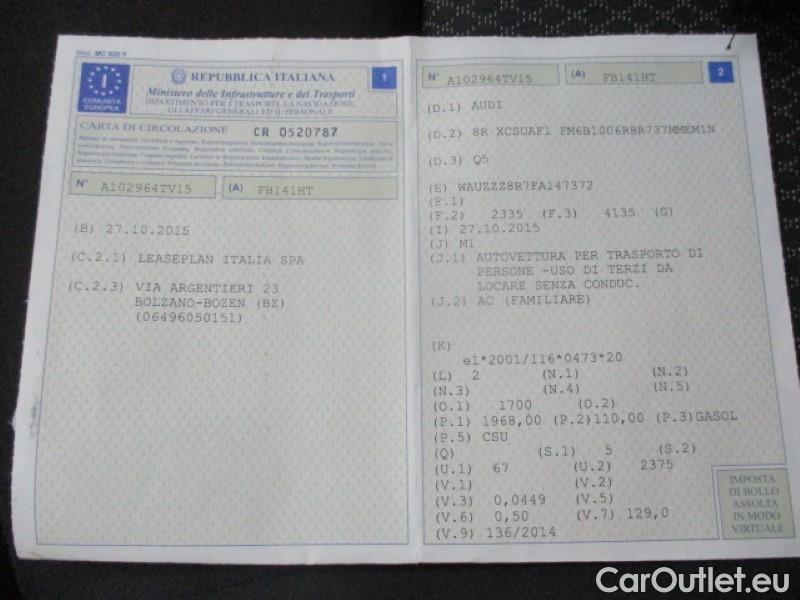 Mod. MC 820 F
COMUNITÀ
EUROPEA
I
REPUBBLICA ITALIANA
1
Ministero delle Infrastrutture e dei Trasporti
DIPARTIMENTO PER I TRASPORTI, LA NAVIGAZIONE,
GLI AFFARI GENERALI ED IL PERSONALE
CARTA DI CIRCOLAZIONE CR 0520787
N° A102964TV15 (A) FB141HT
(B) 27.10.2015
(C.2.1) LEASEPLAN ITALIA SPA
(C.2.3) VIA ARGENTIERI 23
BOLZANO-BOZEN (BZ)
(06496050151)
N° A102964TV15 (A) FB141HT 2
(D.1) AUDI
(D.2) 8R XCSUAF1 FM6B1006R8R737MMEM1N
(D.3) Q5
(E) WAUZZZ8R7FA147372
(F.1)
(F.2) 2335 (F.3) 4135 (G)
(I) 27.10.2015
(J) M1
(J.1) AUTOVETTURA PER TRASPORTO DI
PERSONE -USO DI TERZI DA
LOCARE SENZA CONDUC.
(J.2) AC (FAMILIARE)
(K)
e1*2001/116*0473*20
(L) 2 (N.1) (N.2)
(N.3) (N.4) (N.5)
(O.1) 1700 (O.2)
(P.1) 1968,00 (P.2)110,00 (P.3)GASOL
(P.5) CSU
(Q) (S.1) 5 (S.2)
(U.1) 67 (U.2) 2375
(V.1) (V.2)
(V.3) 0,0449 (V.5)
(V.6) 0,50 (V.7) 129,0
(V.9) 136/2014
IMPOSTA
DI BOLLO
ASSOLTA
IN MODO
VIRTUALE
CarOutlet.eu